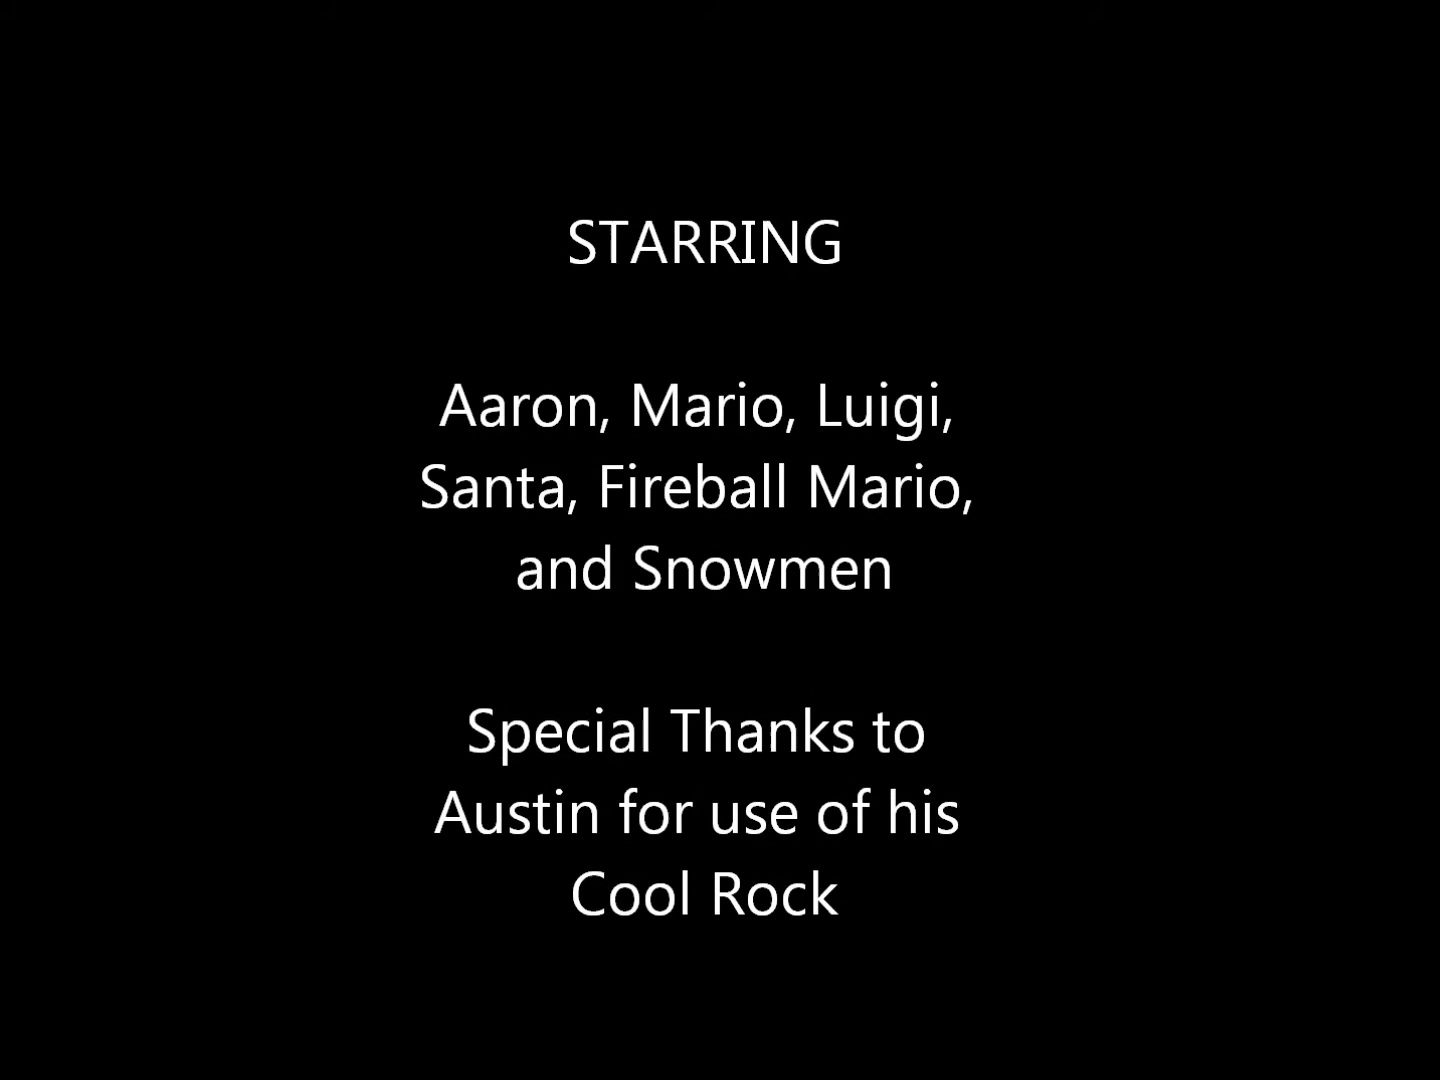 STARRING
Aaron, Mario, Luigi,
Santa, Fireball Mario,
and Snowmen
Special Thanks to
Austin for use of his
Cool Rock